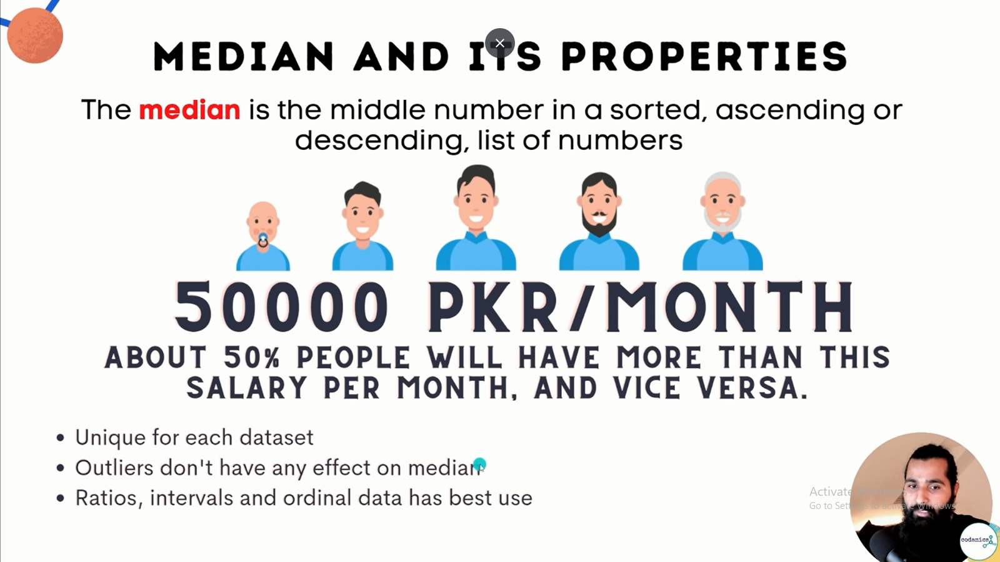 MEDIAN AND ITS PROPERTIES
The median is the middle number in a sorted, ascending or
descending, list of numbers
50000 PKR/MONTH
ABOUT 50% PEOPLE WILL HAVE MORE THAN THIS
SALARY PER MONTH, AND VICE VERSA.
• Unique for each dataset
• Outliers don't have any effect on median
• Ratios, intervals and ordinal data has best use
Activate Windows
Go to Settings to activate Windows.
codanics